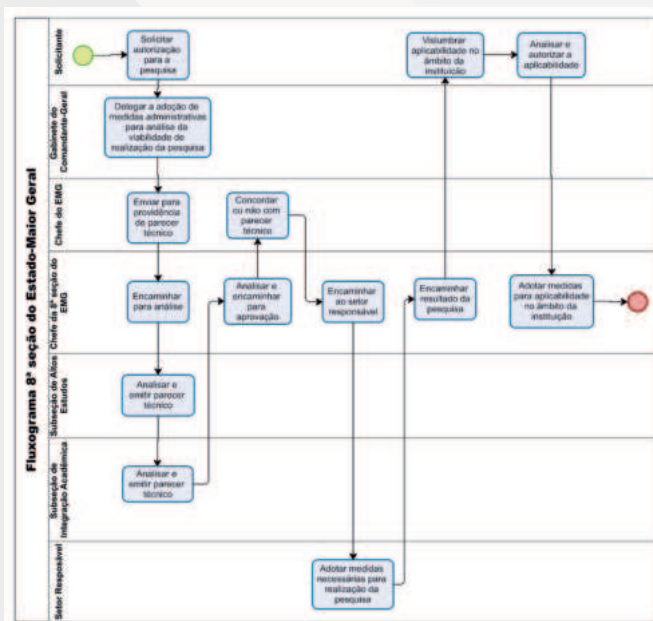 Fluxograma 8ª seção do Estado-Maior Geral
Solicitante
Solicitar
autorização
para a
pesquisa
Vislumbrar
aplicabilidade no
âmbito da
instituição
Analisar e
autorizar a
aplicabilidade
Gabinete do
Comandante-Geral
Delegar a adoção de
medidas administrativas
para análise da
viabilidade de
realização da pesquisa
Chefe do EMG
Enviar para
providência de
parecer técnico
Concordar
ou não com
parecer
técnico
Chefe da 8ª seção do
EMG
Encaminhar
para análise
Analisar e
encaminhar
para
aprovação
Encaminhar
ao setor
responsável
Encaminhar
resultado da
pesquisa
Adotar medidas
para aplicabilidade
no âmbito da
instituição
Subseção de Altos
Estudos
Analisar e
emitir parecer
técnico
Subseção de
Integração Acadêmica
Analisar e
emitir parecer
técnico
Setor Resposável
Adotar medidas
necessárias para
realização da
pesquisa